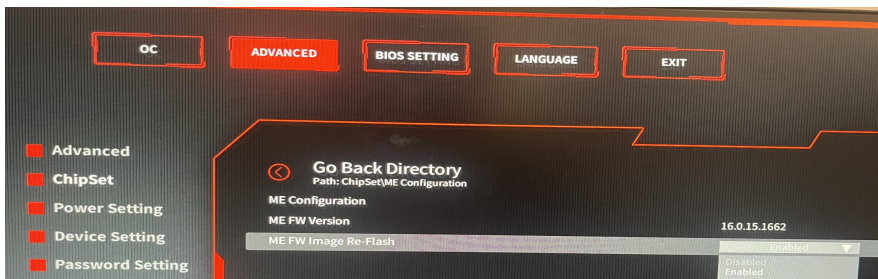 OC
ADVANCED
BIOS SETTING
LANGUAGE
EXIT
Advanced
ChipSet
Power Setting
Device Setting
Password Setting
Go Back Directory
Path: ChipSet\ME Configuration
ME Configuration
ME FW Version 16.0.15.1662
ME FW Image Re-Flash Enabled
Disabled
Enabled